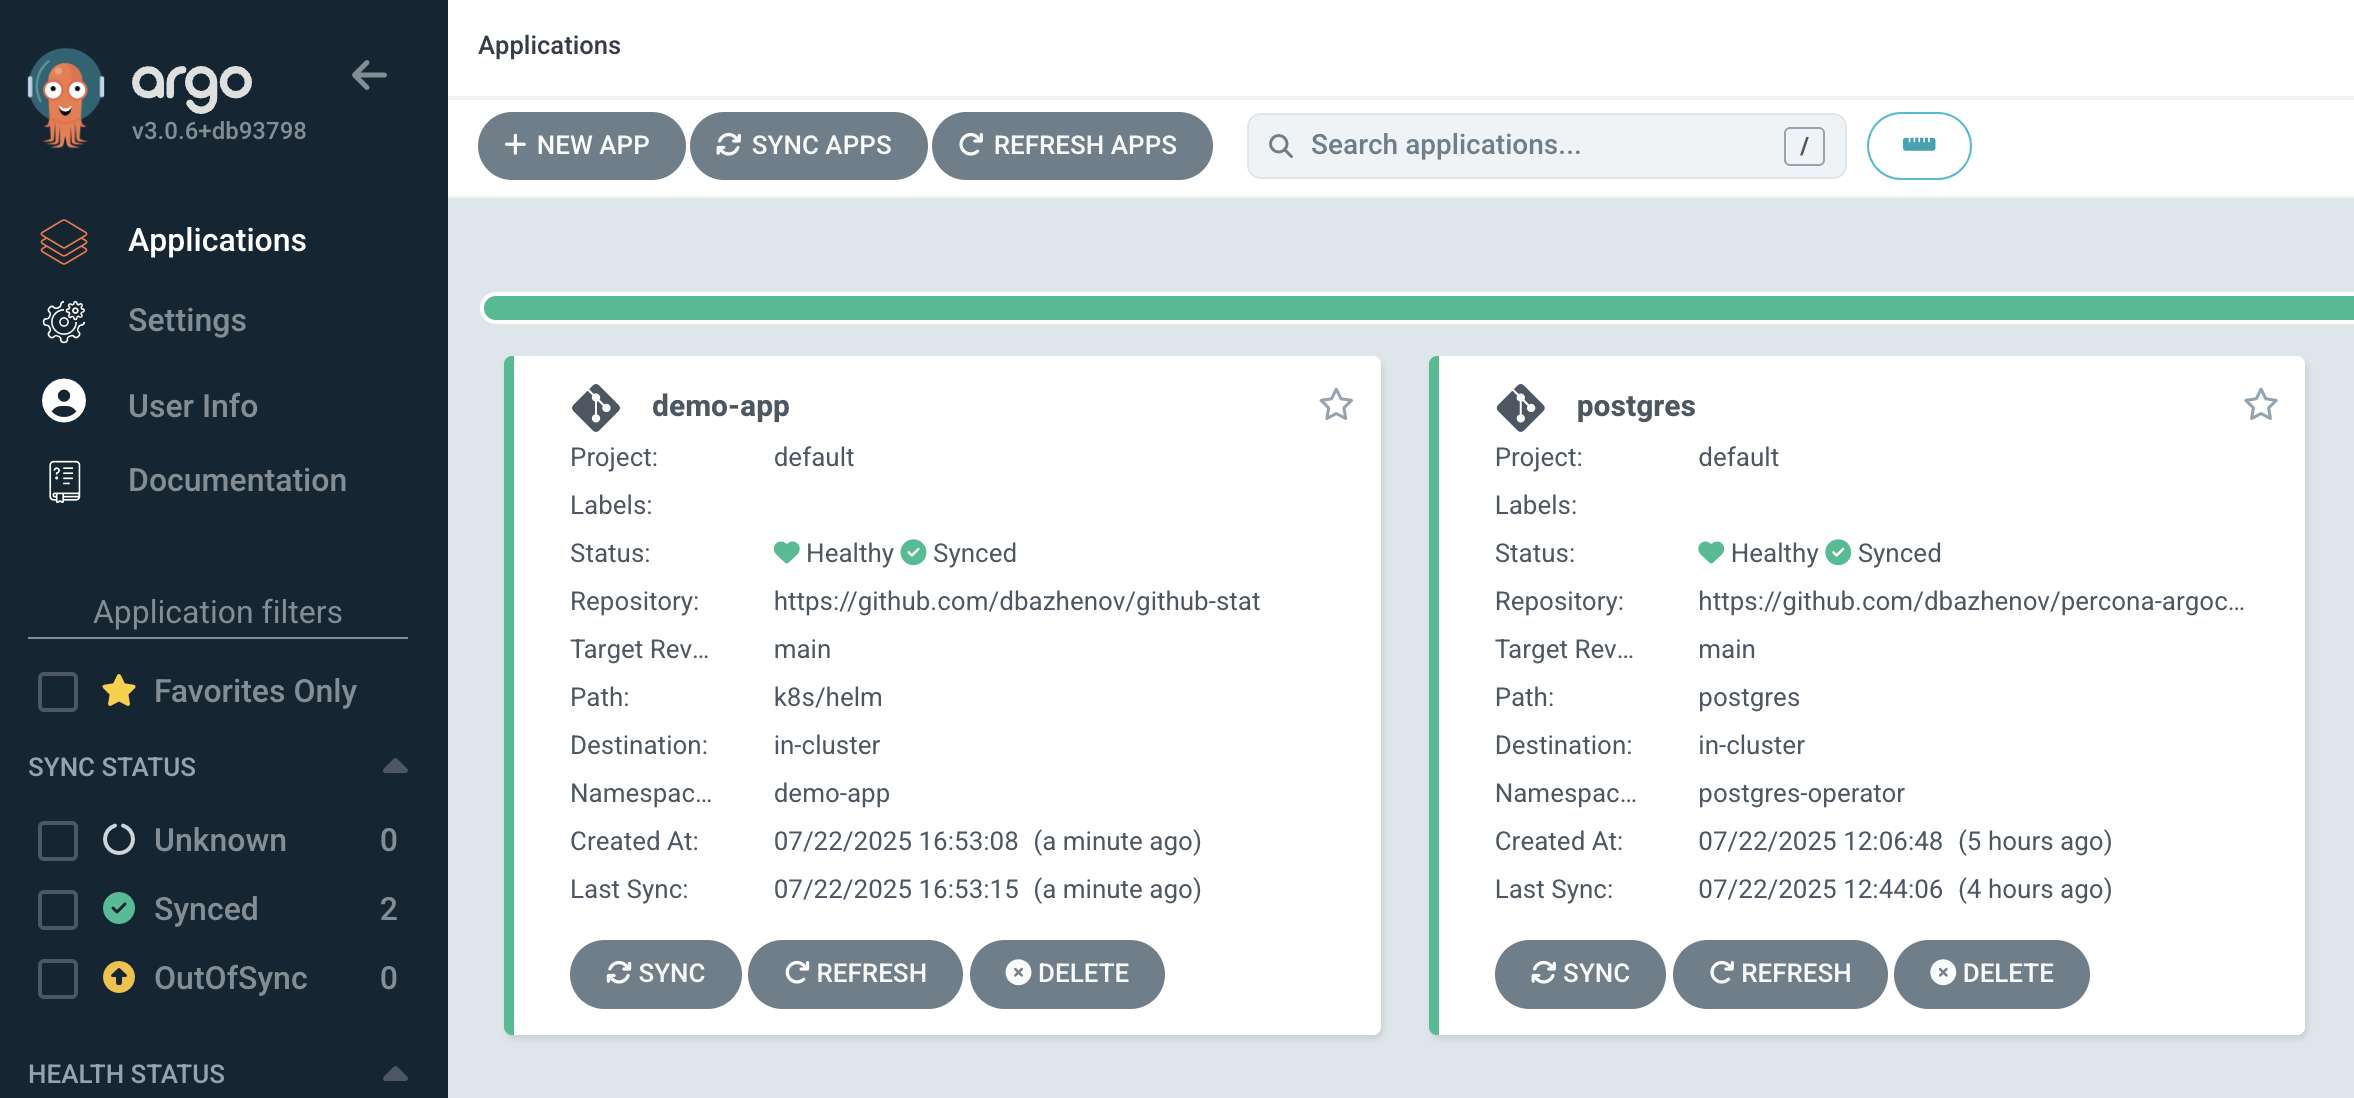 argo
v3.0.6+db93798
Applications
Settings
User Info
Documentation
Application filters
Favorites Only
SYNC STATUS
Unknown 0
Synced 2
OutOfSync 0
HEALTH STATUS
Applications
NEW APP SYNC APPS REFRESH APPS Search applications... /
demo-app
Project: default
Labels:
Status: Healthy Synced
Repository: https://github.com/dbazhenov/github-stat
Target Rev... main
Path: k8s/helm
Destination: in-cluster
Namespac... demo-app
Created At: 07/22/2025 16:53:08 (a minute ago)
Last Sync: 07/22/2025 16:53:15 (a minute ago)
SYNC REFRESH DELETE
postgres
Project: default
Labels:
Status: Healthy Synced
Repository: https://github.com/dbazhenov/percona-argoc...
Target Rev... main
Path: postgres
Destination: in-cluster
Namespac... postgres-operator
Created At: 07/22/2025 12:06:48 (5 hours ago)
Last Sync: 07/22/2025 12:44:06 (4 hours ago)
SYNC REFRESH DELETE